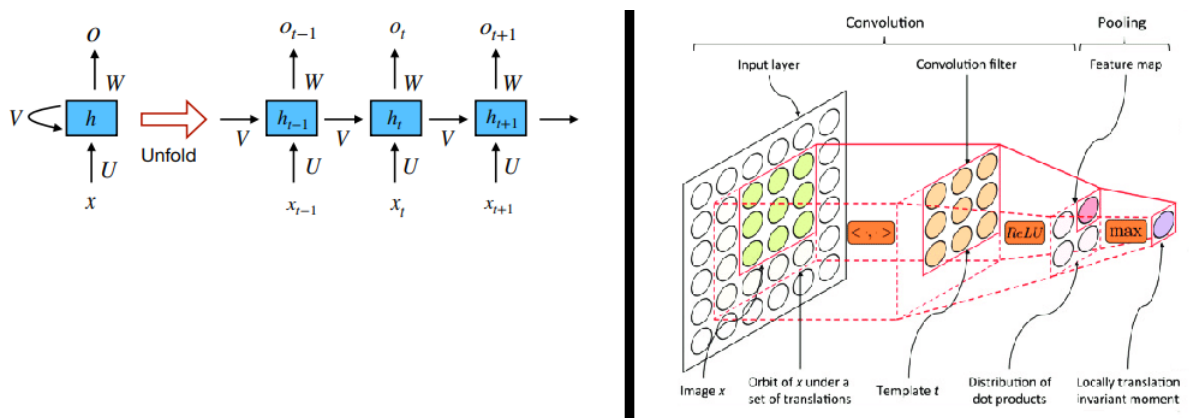 o
W
V
h
U
x
Unfold
o_{t-1}
o_t
o_{t+1}
W
W
W
h_{t-1}
h_t
h_{t+1}
V
V
V
U
U
U
x_{t-1}
x_t
x_{t+1}
Convolution
Pooling
Input layer
Convolution filter
Feature map
< · , · >
ReLU
max
Image x
Orbit of x under a
set of translations
Template t
Distribution of
dot products
Locally translation
invariant moment